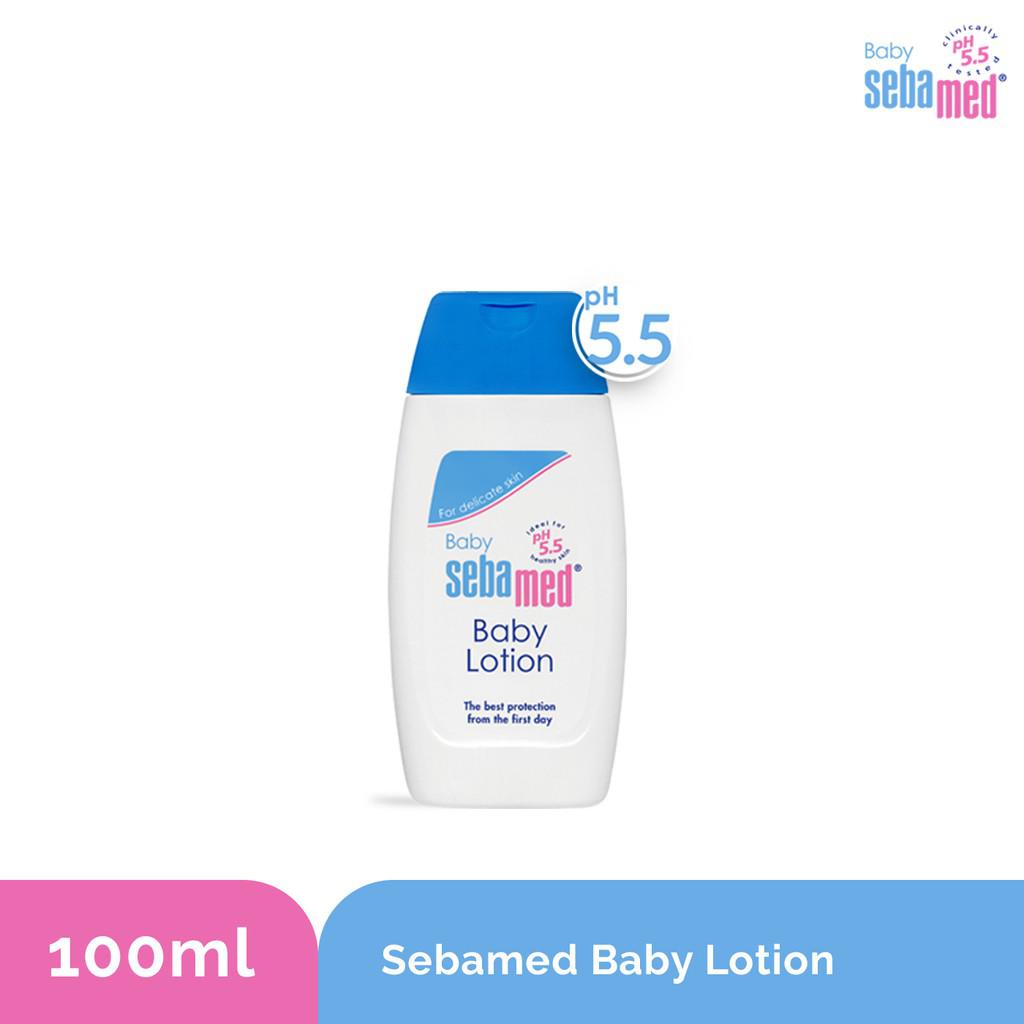 Baby
clinically
pH
5.5
tested
sebamed®
pH
5.5
For delicate skin
Baby
ideal for
pH
5.5
healthy skin
sebamed®
Baby
Lotion
The best protection
from the first day
100ml
Sebamed Baby Lotion